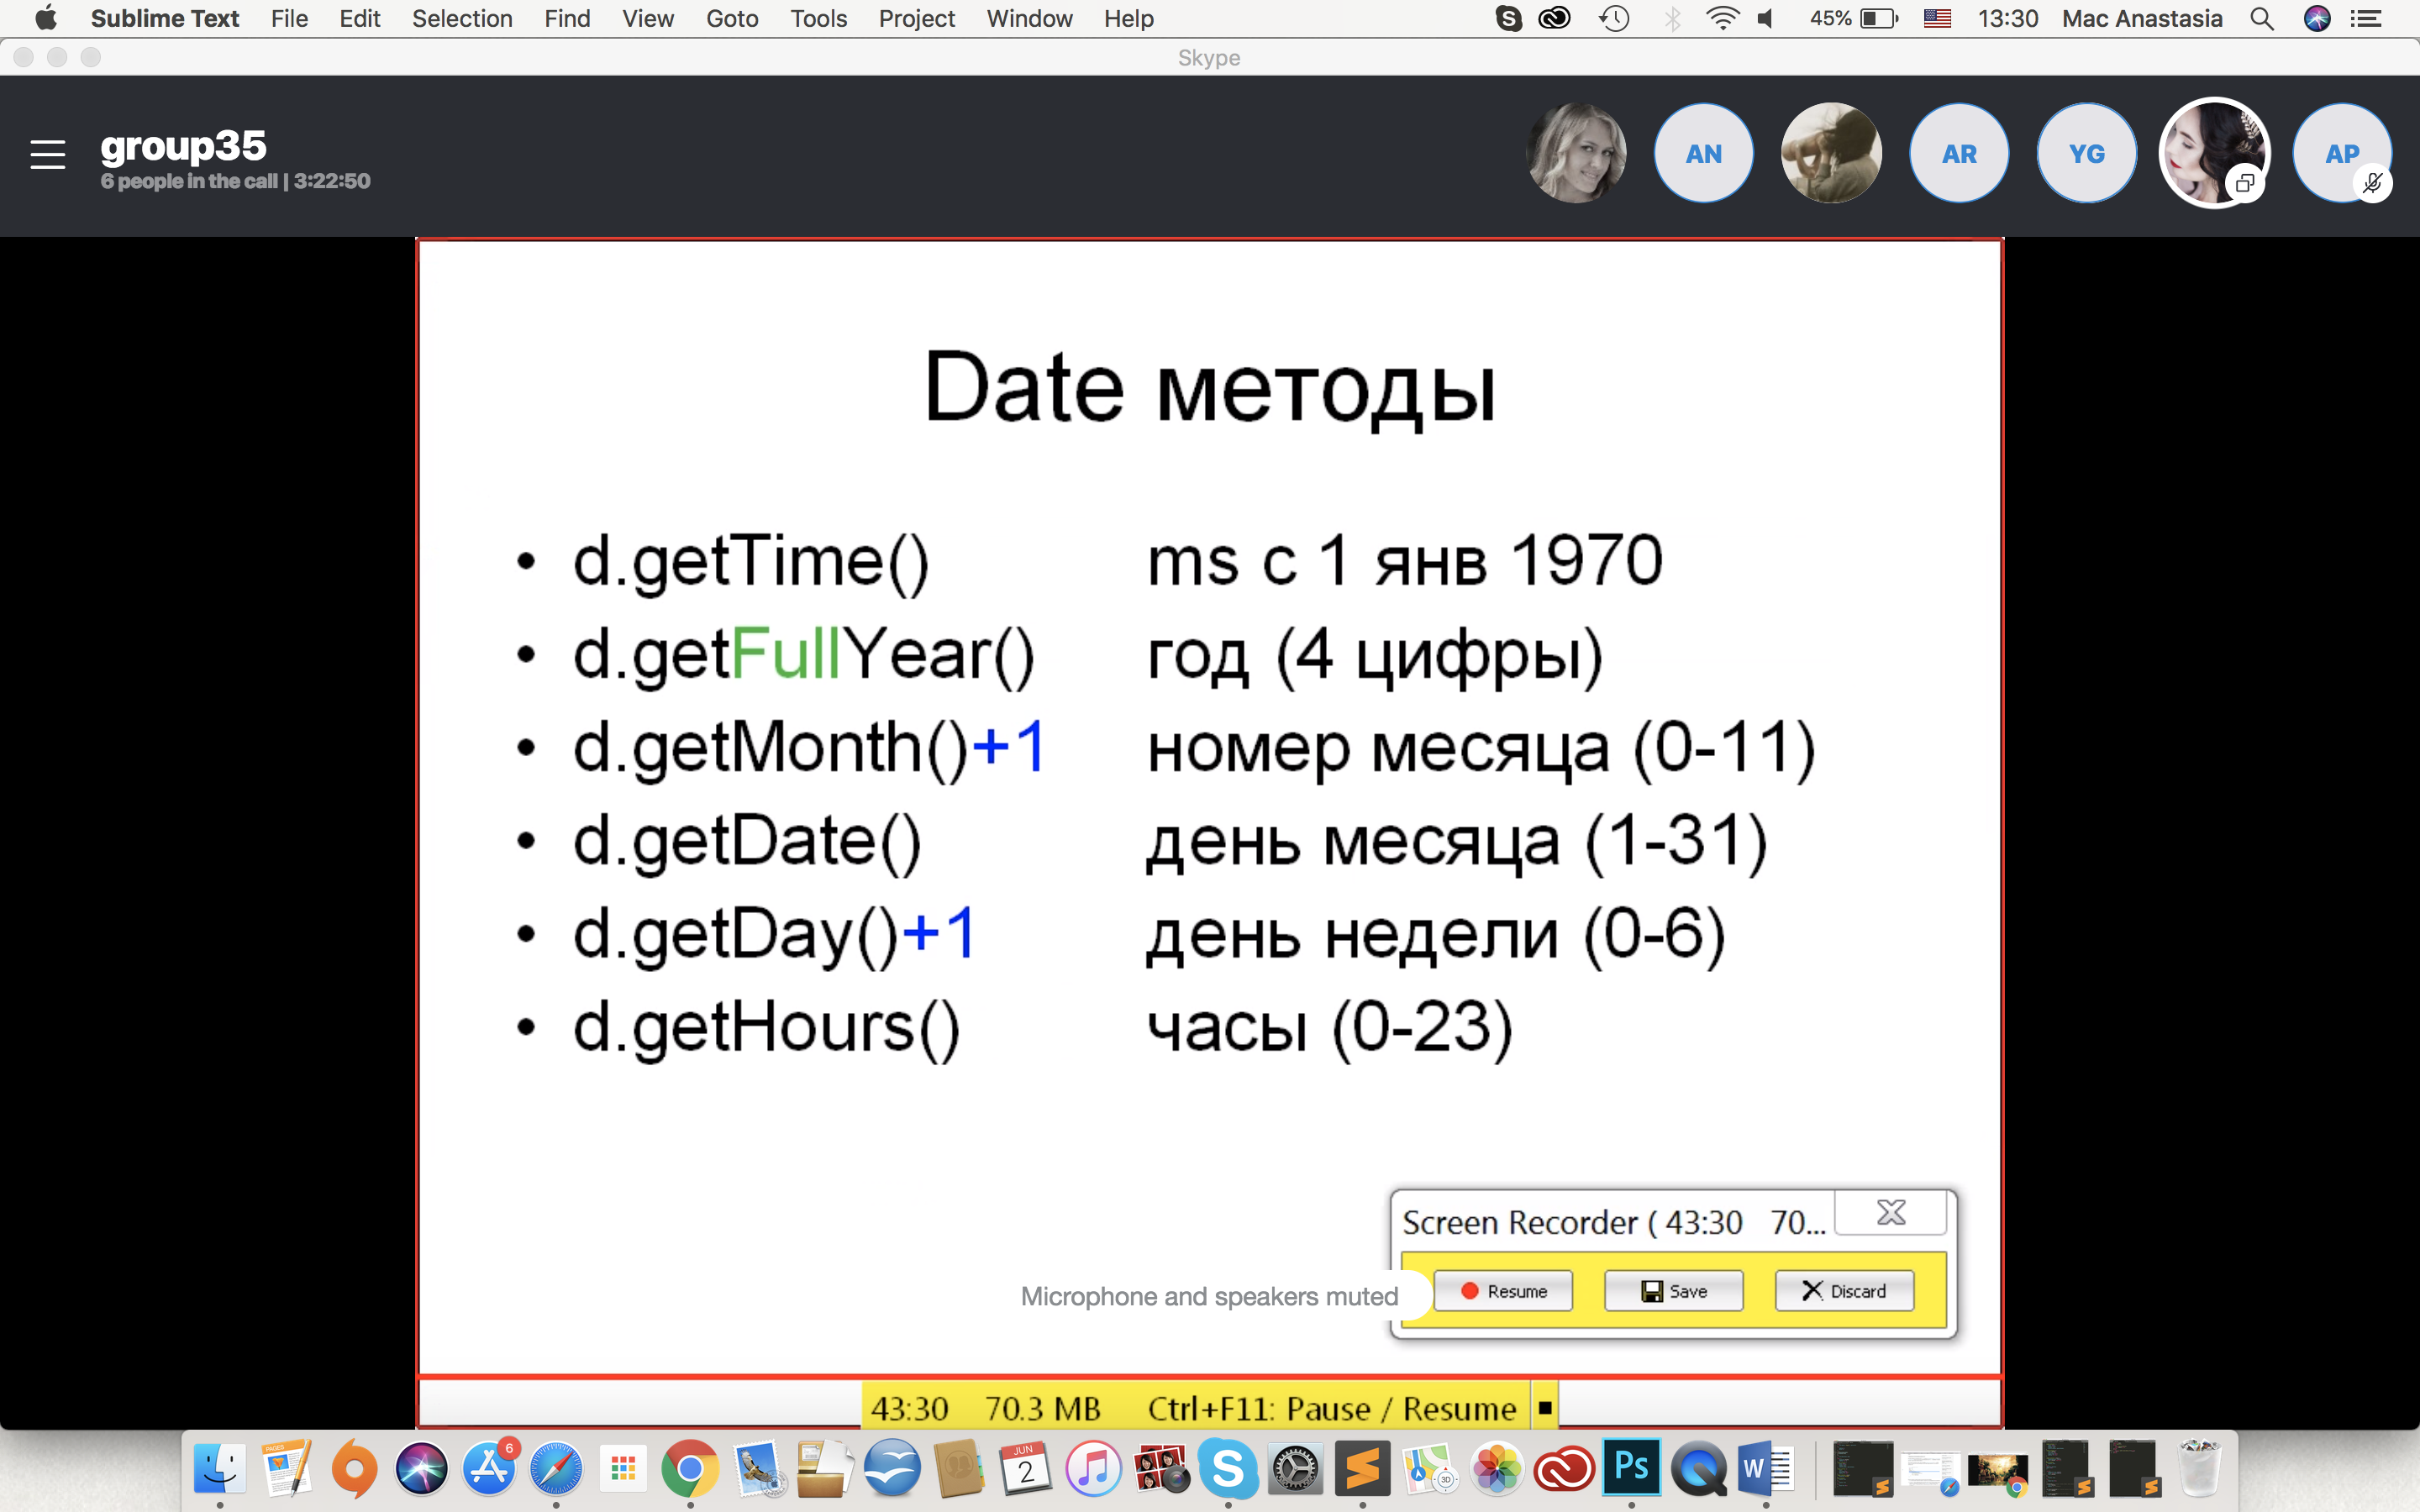 Sublime Text File Edit Selection Find View Goto Tools Project Window Help 45% 13:30 Mac Anastasia
Skype
group35
6 people in the call | 3:22:50
AN AR YG AP
Date методы
• d.getTime() ms с 1 янв 1970
• d.getFullYear() год (4 цифры)
• d.getMonth()+1 номер месяца (0-11)
• d.getDate() день месяца (1-31)
• d.getDay()+1 день недели (0-6)
• d.getHours() часы (0-23)
Screen Recorder ( 43:30 70...
Microphone and speakers muted
Resume Save Discard
43:30 70.3 MB Ctrl+F11: Pause / Resume
PAGES
6
JUN
2
3D
Ps
W